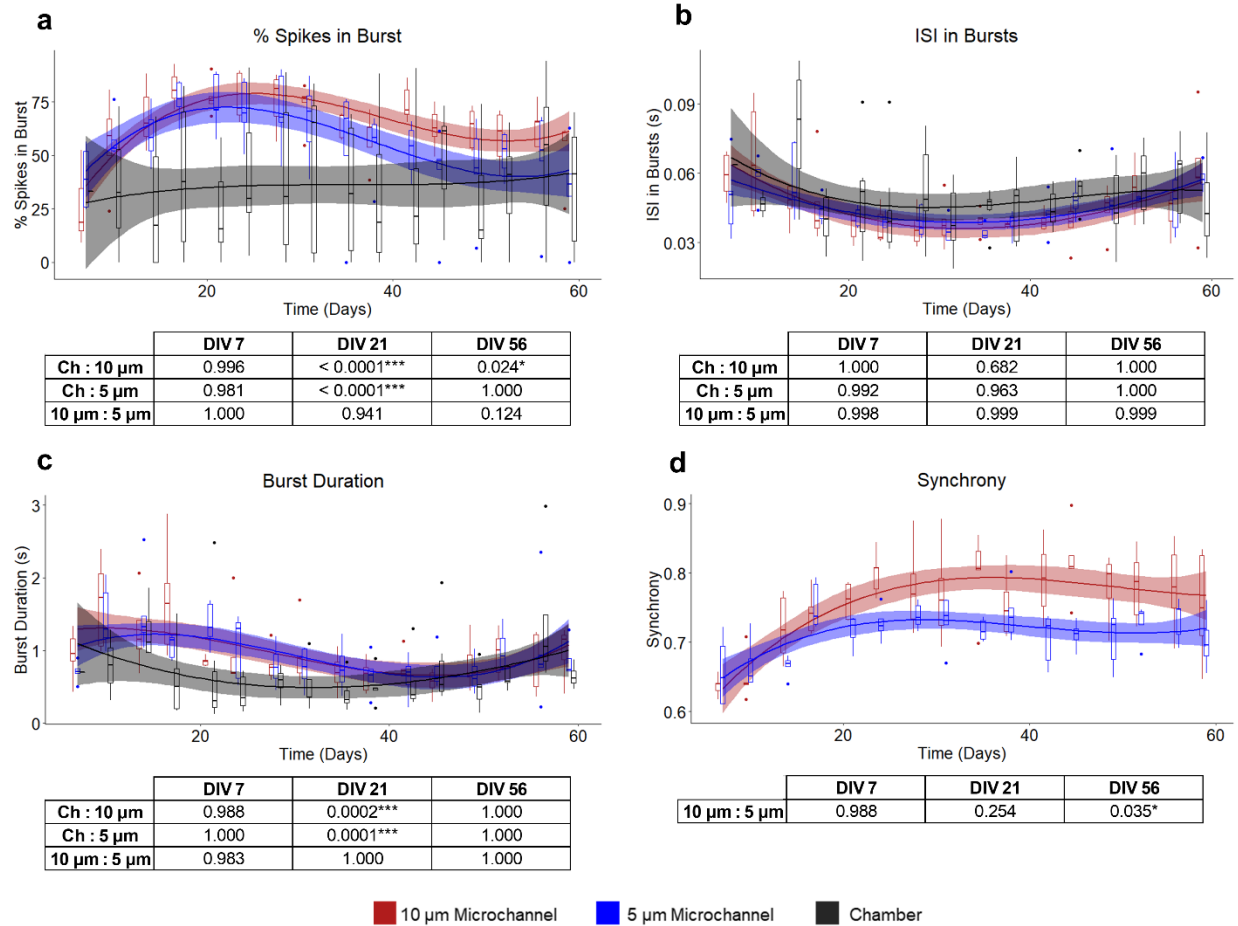 a
% Spikes in Burst
% Spikes in Burst
75
50
25
0
20 40 60
Time (Days)
DIV 7 DIV 21 DIV 56
Ch : 10 µm 0.996 < 0.0001*** 0.024*
Ch : 5 µm 0.981 < 0.0001*** 1.000
10 µm : 5 µm 1.000 0.941 0.124
b
ISI in Bursts
ISI in Bursts (s)
0.09
0.06
0.03
20 40 60
Time (Days)
DIV 7 DIV 21 DIV 56
Ch : 10 µm 1.000 0.682 1.000
Ch : 5 µm 0.992 0.963 1.000
10 µm : 5 µm 0.998 0.999 0.999
c
Burst Duration
Burst Duration (s)
3
2
1
0
20 40 60
Time (Days)
DIV 7 DIV 21 DIV 56
Ch : 10 µm 0.988 0.0002*** 1.000
Ch : 5 µm 1.000 0.0001*** 1.000
10 µm : 5 µm 0.983 1.000 1.000
d
Synchrony
Synchrony
0.9
0.8
0.7
0.6
20 40 60
Time (Days)
DIV 7 DIV 21 DIV 56
10 µm : 5 µm 0.988 0.254 0.035*
10 µm Microchannel 5 µm Microchannel Chamber